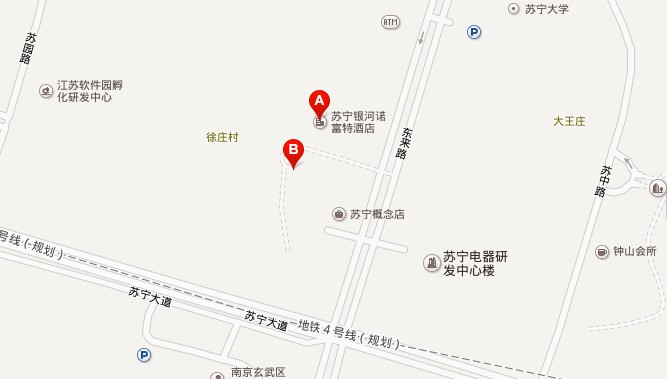 苏宁大学
ATM
P
苏园路
江苏软件园孵
化研发中心
A
苏宁银河诺
富特酒店
徐庄村
东来路
大王庄
B
苏中路
苏宁概念店
号线(规划)
苏宁电器研
发中心楼
钟山会所
苏宁大道
苏宁大道
地铁4号线(规划)
P
南京玄武区